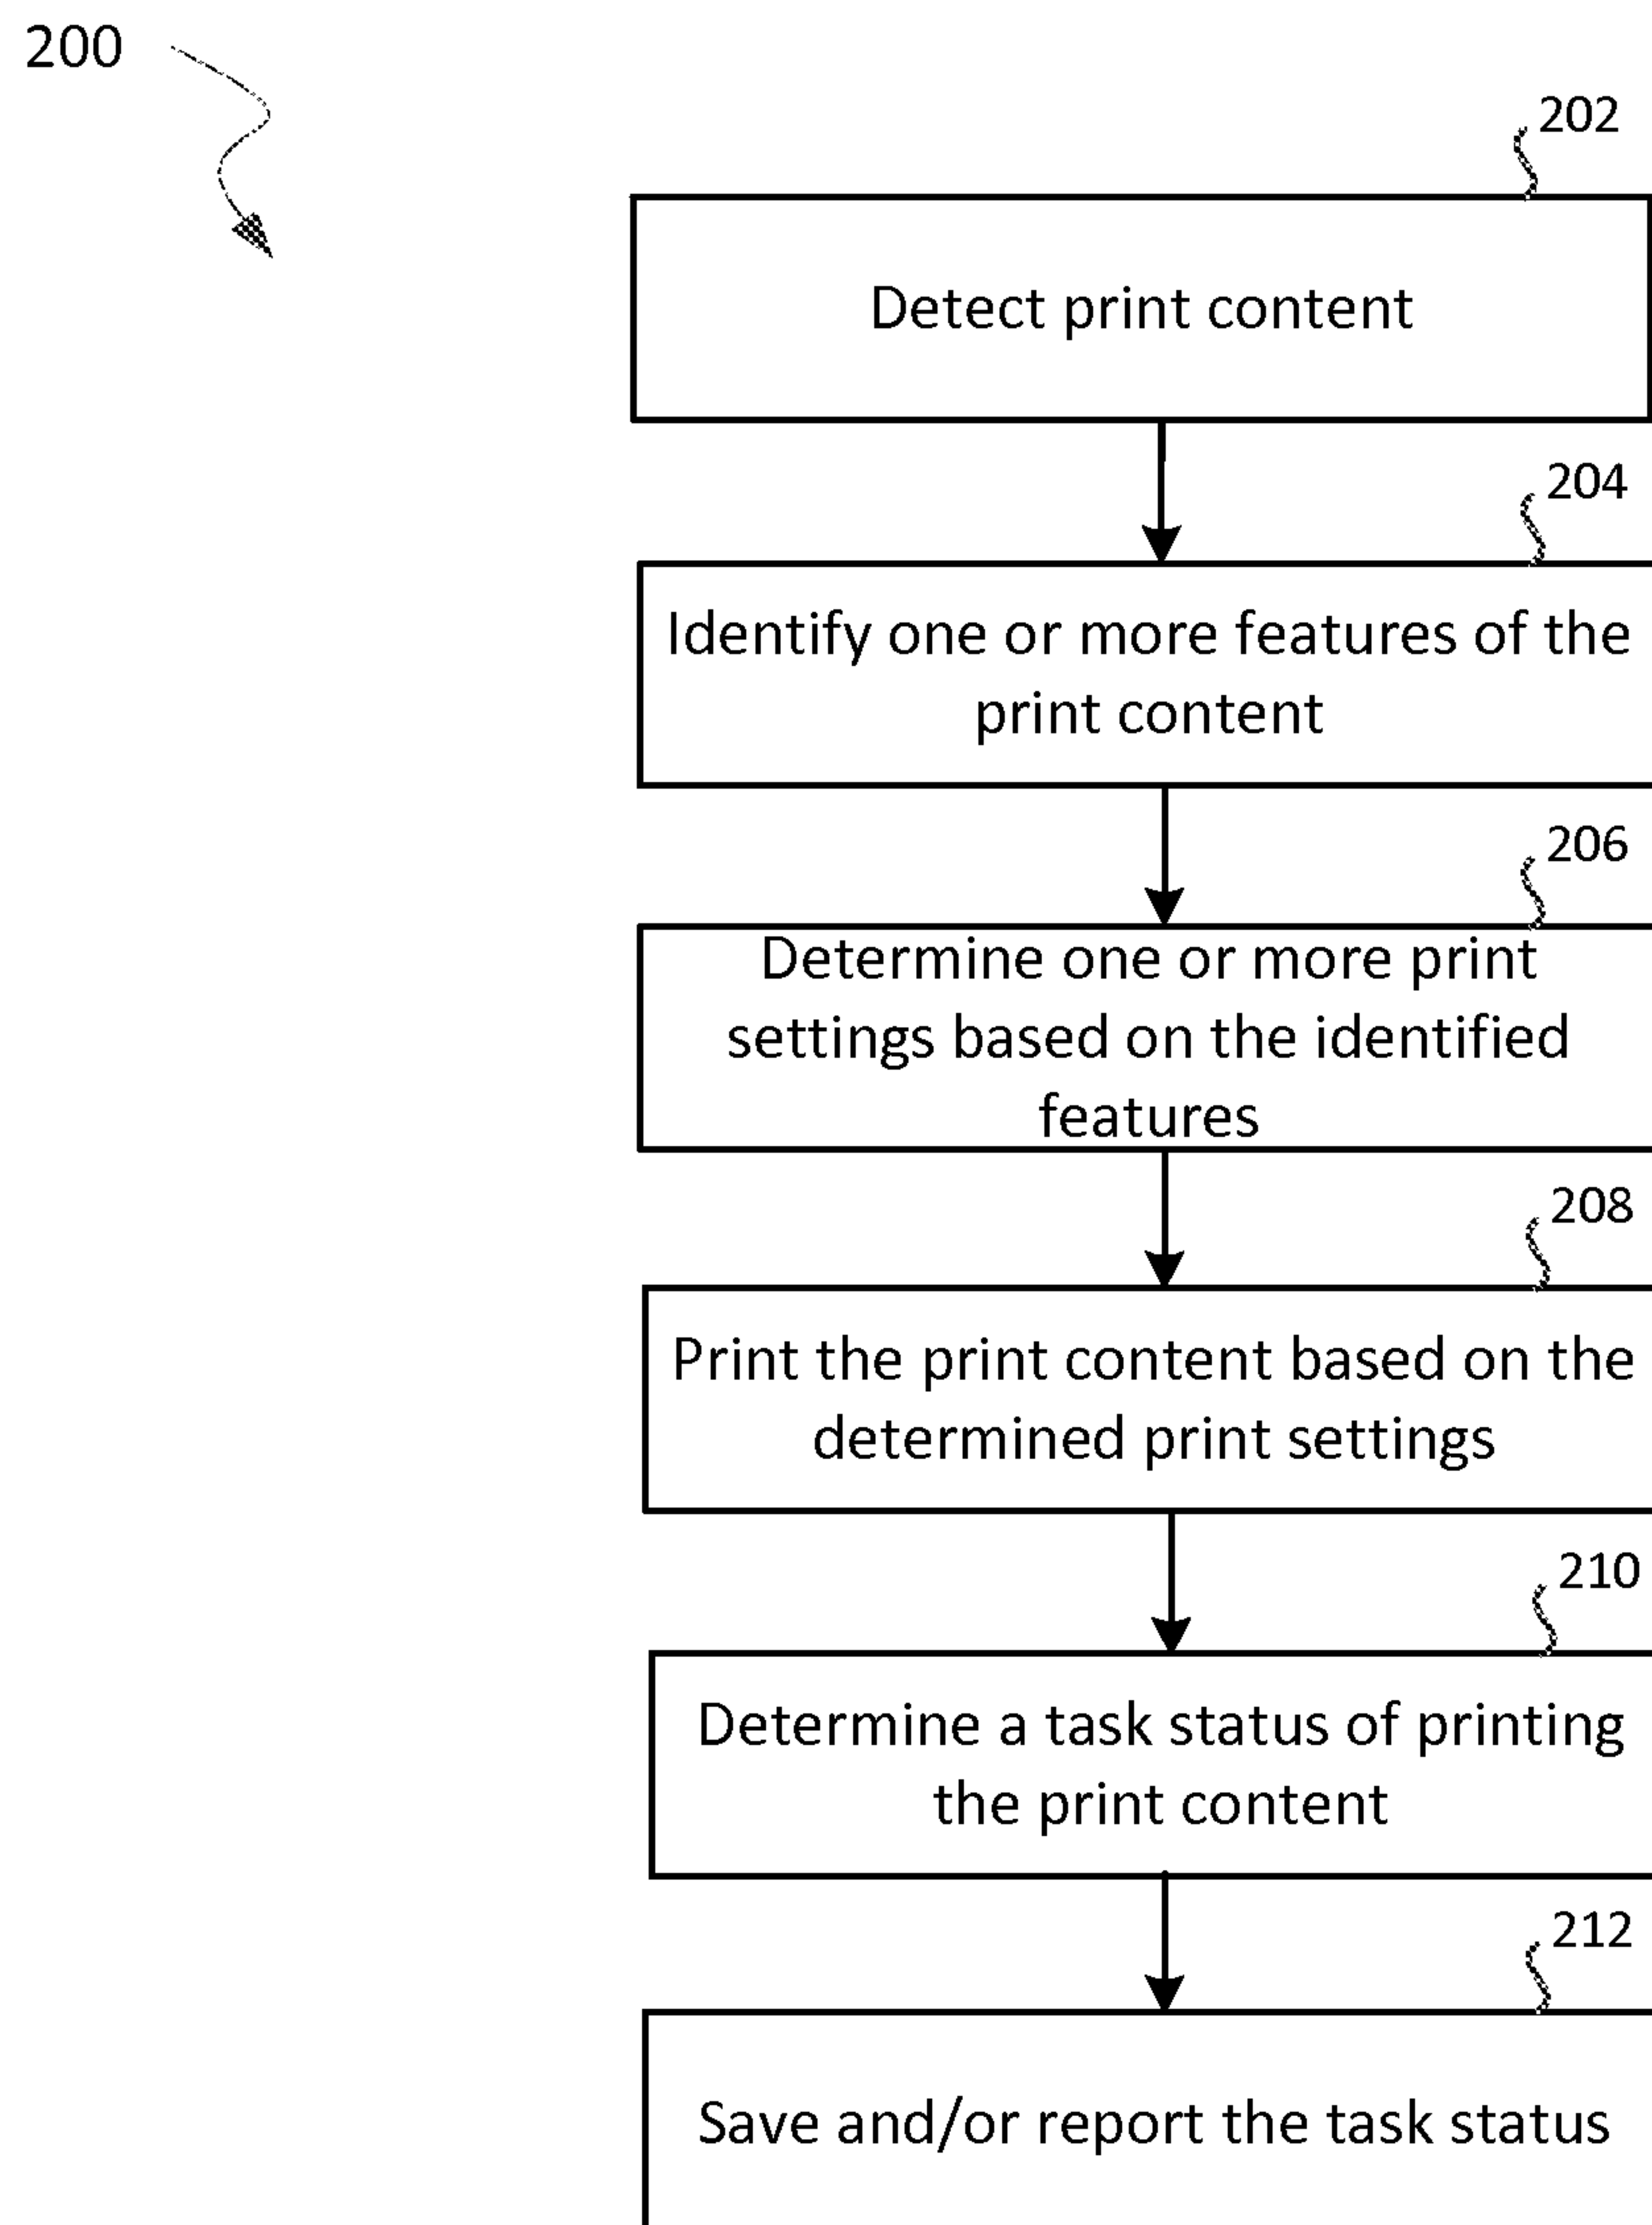 200
202
Detect print content
204
Identify one or more features of the
print content
206
Determine one or more print
settings based on the identified
features
208
Print the print content based on the
determined print settings
210
Determine a task status of printing
the print content
212
Save and/or report the task status